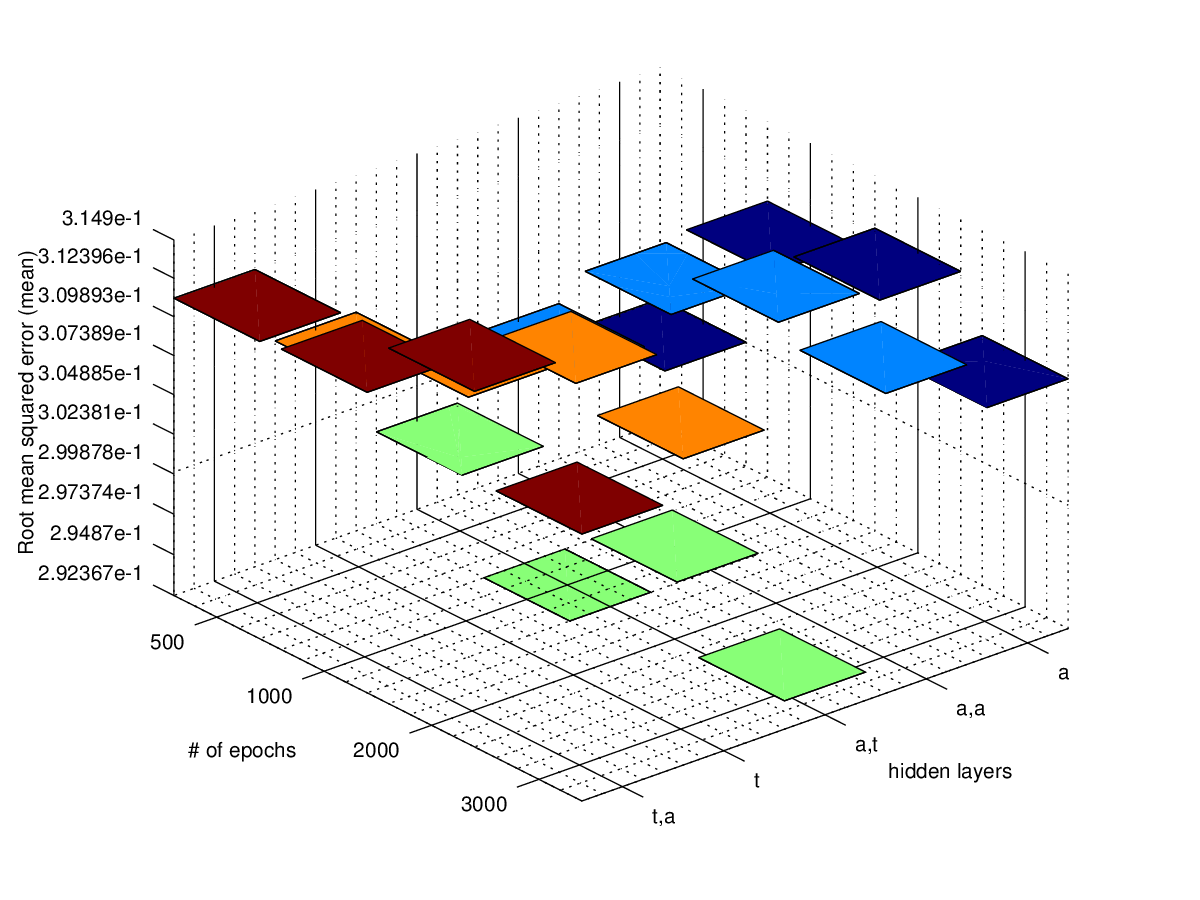 Root mean squared error (mean)
3.149e-1
3.12396e-1
3.09893e-1
3.07389e-1
3.04885e-1
3.02381e-1
2.99878e-1
2.97374e-1
2.9487e-1
2.92367e-1
500
1000
2000
3000
# of epochs
a
a,a
a,t
t
t,a
hidden layers